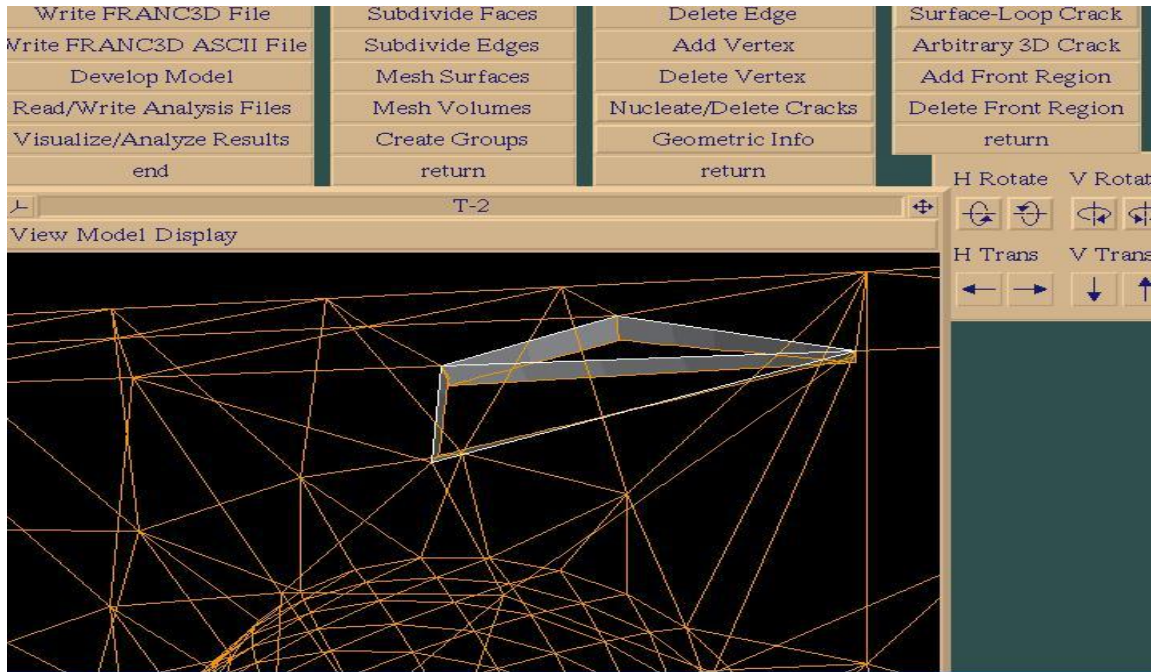 Write FRANC3D File
Write FRANC3D ASCII File
Develop Model
Read/Write Analysis Files
Visualize/Analyze Results
end
Subdivide Faces
Subdivide Edges
Mesh Surfaces
Mesh Volumes
Create Groups
return
Delete Edge
Add Vertex
Delete Vertex
Nucleate/Delete Cracks
Geometric Info
return
Surface-Loop Crack
Arbitrary 3D Crack
Add Front Region
Delete Front Region
return
H Rotate V Rotat
H Trans V Trans
T-2
View Model Display